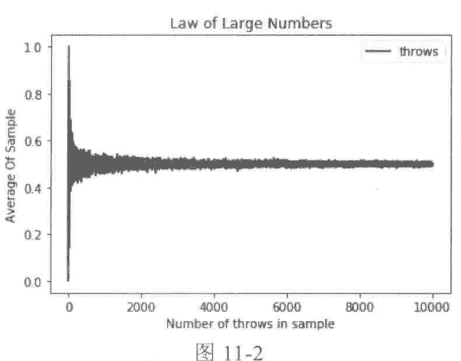 Law of Large Numbers
throws
1.0
0.8
0.6
0.4
0.2
0.0
Average Of Sample
0 2000 4000 6000 8000 10000
Number of throws in sample
图 11-2